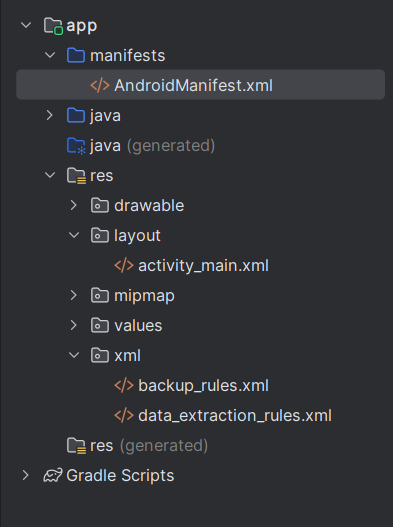 app
manifests
</> AndroidManifest.xml
java
java (generated)
res
drawable
layout
</> activity_main.xml
mipmap
values
xml
</> backup_rules.xml
</> data_extraction_rules.xml
res (generated)
Gradle Scripts